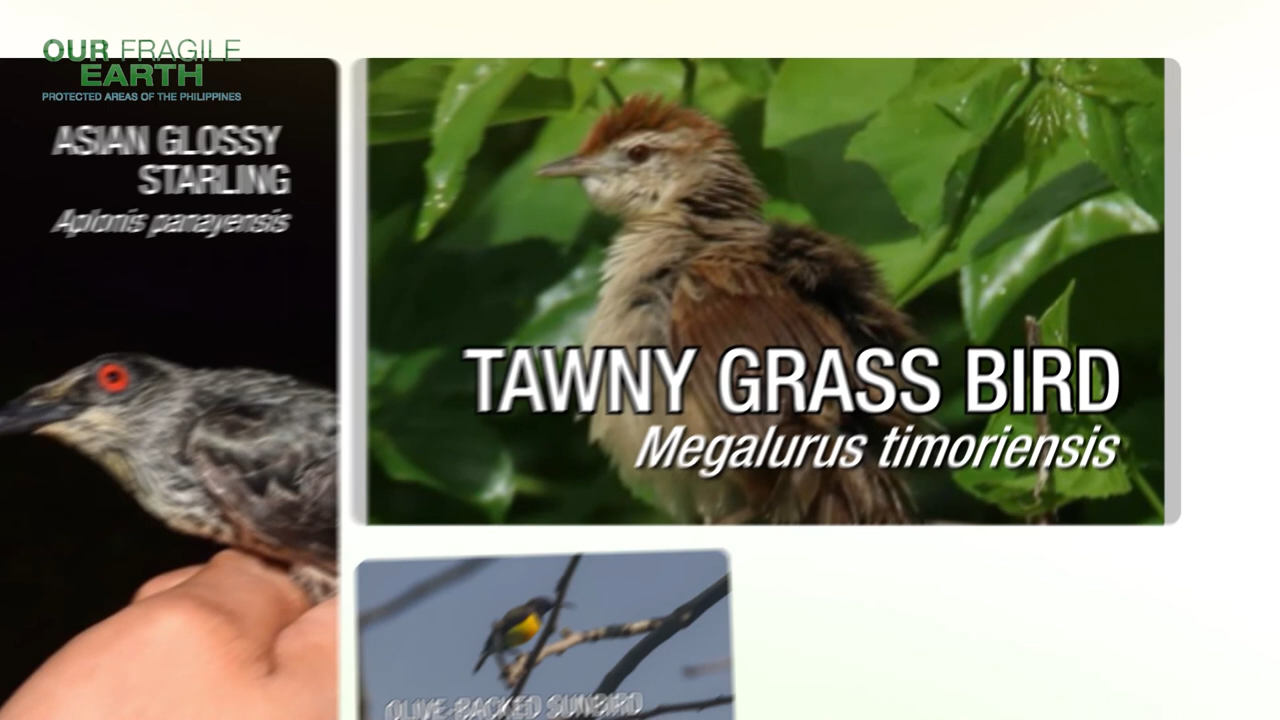 OUR FRAGILE
EARTH
PROTECTED AREAS OF THE PHILIPPINES
ASIAN GLOSSY
STARLING
Aplonis panayensis
TAWNY GRASS BIRD
Megalurus timoriensis
OLIVE-BACKED SUNBIRD